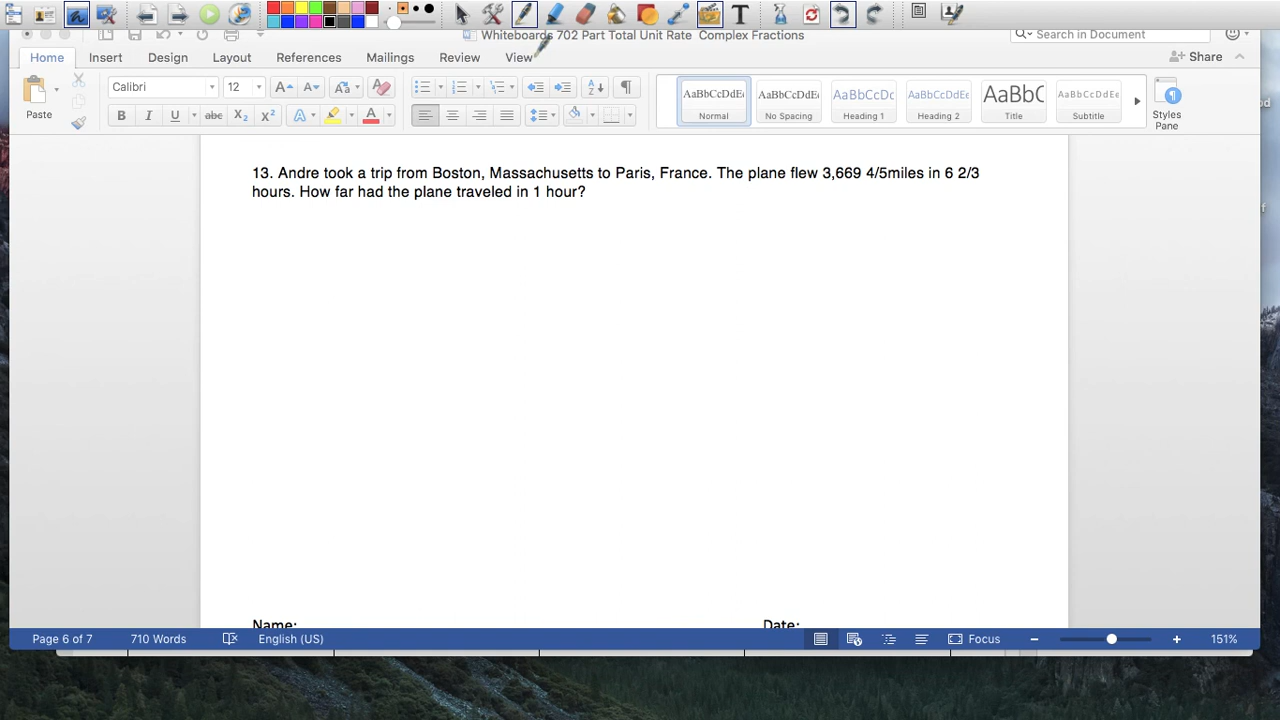 Whiteboards 702 Part Total Unit Rate Complex Fractions
Search in Document
Home Insert Design Layout References Mailings Review View
Share
Paste
Calibri 12
AaBbCcDdEe AaBbCcDdEe AaBbCcDc AaBbCcDdEe AaBbC AaBbCcDdEe
Normal No Spacing Heading 1 Heading 2 Title Subtitle
Styles Pane
13. Andre took a trip from Boston, Massachusetts to Paris, France. The plane flew 3,669 4/5miles in 6 2/3
hours. How far had the plane traveled in 1 hour?
Name: Date:
Page 6 of 7 710 Words English (US) Focus 151%